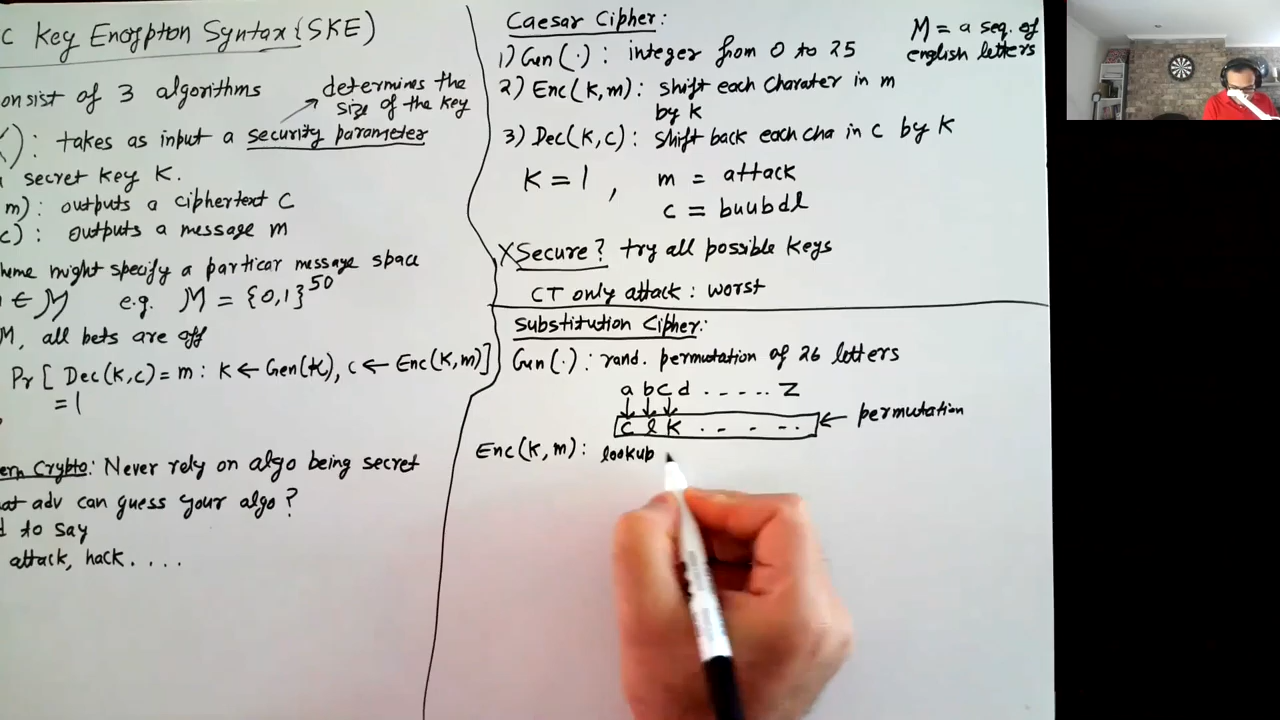 C Key Encryption Syntax (SKE)
onsist of 3 algorithms
determines the
size of the key
K): takes as input a security parameter
secret key K.
m): outputs a ciphertext C
c): outputs a message m
heme might specify a particar message space
∈ M e.g. M = {0,1}^50
M, all bets are off
Pr [ Dec(K,c) = m : K ← Gen(K), c ← Enc(K,m) ]
= 1
ern Crypto: Never rely on algo being secret
at adv can guess your algo?
d to say
attack, hack . . . .
Caesar Cipher:
M = a seq. of
english letters
1) Gen(·) : integer from 0 to 25
2) Enc(K,m): shift each Charater in m
by K
3) Dec(K,c): shift back each cha in c by K
K = 1 , m = attack
c = buubdl
X Secure? try all possible keys
CT only attack : worst
Substitution Cipher:
Gen(·) : rand. permutation of 26 letters
a b c d . - - . . z
c l k . - - -.
← permutation
Enc(K, m): lookub